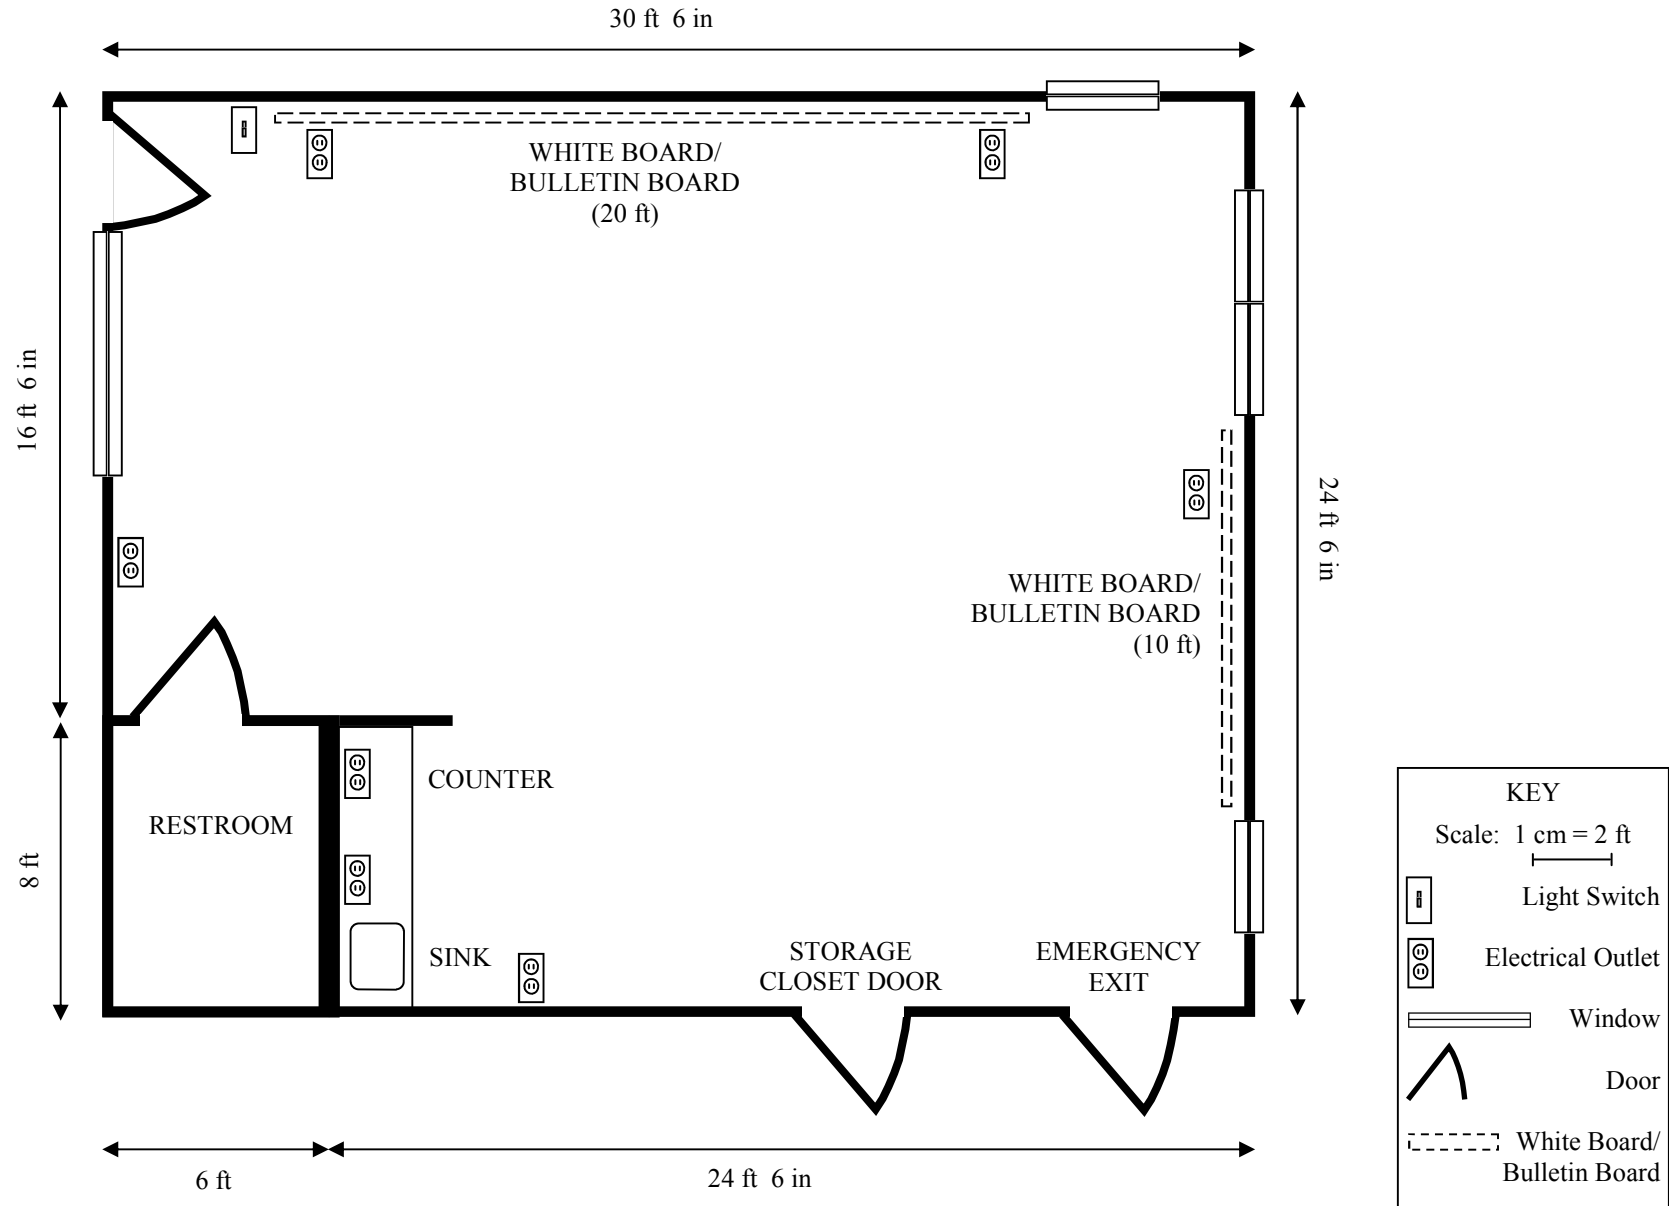 30 ft 6 in
WHITE BOARD/
BULLETIN BOARD
(20 ft)
16 ft 6 in
24 ft 6 in
WHITE BOARD/
BULLETIN BOARD
(10 ft)
COUNTER
RESTROOM
8 ft
SINK
STORAGE
CLOSET DOOR
EMERGENCY
EXIT
6 ft
24 ft 6 in
KEY
Scale: 1 cm = 2 ft
Light Switch
Electrical Outlet
Window
Door
White Board/
Bulletin Board